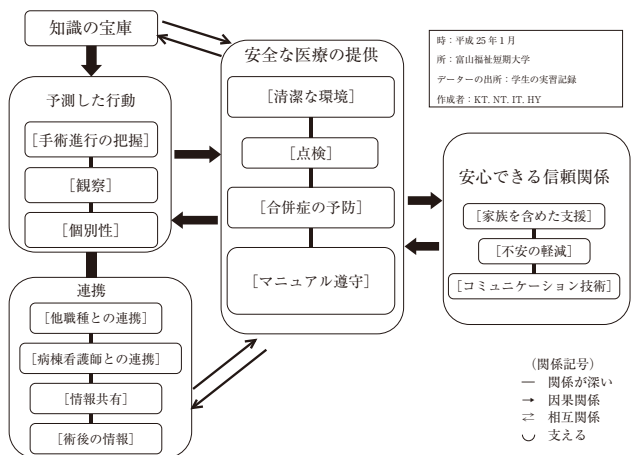 知識の宝庫
予測した行動
[手術進行の把握]
[観察]
[個別性]
連携
[他職種との連携]
[病棟看護師との連携]
[情報共有]
[術後の情報]
安全な医療の提供
[清潔な環境]
[点検]
[合併症の予防]
[マニュアル遵守]
時：平成 25 年 1 月
所：富山福祉短期大学
データーの出所：学生の実習記録
作成者：KT. NT. IT. HY
安心できる信頼関係
[家族を含めた支援]
[不安の軽減]
[コミュニケーション技術]
(関係記号)
― 関係が深い
→ 因果関係
⇄ 相互関係
◡ 支える